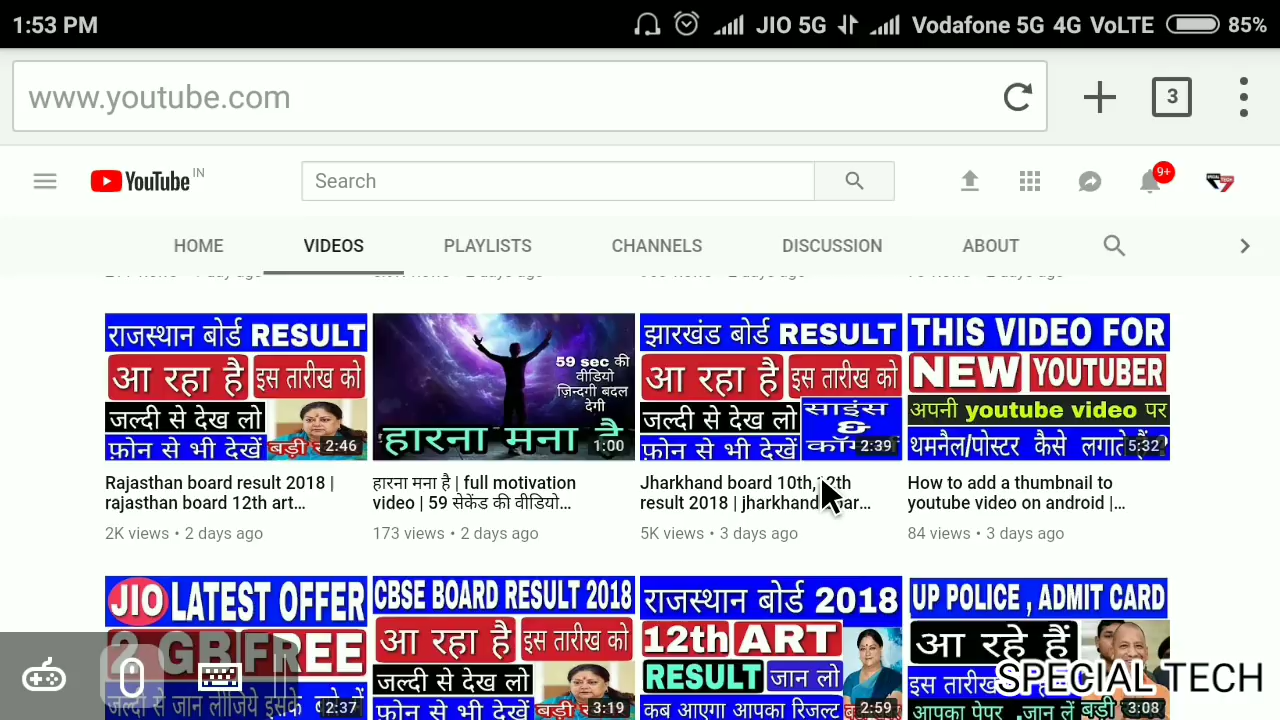 1:53 PM
JIO 5G
Vodafone 5G 4G VoLTE
85%
www.youtube.com
3
YouTube IN
Search
9+
HOME VIDEOS PLAYLISTS CHANNELS DISCUSSION ABOUT
राजस्थान बोर्ड RESULT
आ रहा है इस तारीख को
जल्दी से देख लो
फ़ोन से भी देखें
2:46
59 sec की
वीडियो
ज़िन्दगी बदल
देगी
हारना मना है
1:00
झारखंड बोर्ड RESULT
आ रहा है इस तारीख को
जल्दी से देख लो
साइंस
&
फ़ोन से भी देखें
2:39
THIS VIDEO FOR
NEW YOUTUBER
अपनी youtube video पर
थमनैल/पोस्टर कैसे
5:32
Rajasthan board result 2018 |
rajasthan board 12th art...
2K views • 2 days ago
हारना मना है | full motivation
video | 59 सेकेंड की वीडियो...
173 views • 2 days ago
Jharkhand board 10th,12th
result 2018 | jharkhand
5K views • 3 days ago
How to add a thumbnail to
youtube video on android |...
84 views • 3 days ago
JIO LATEST OFFER
2 GB FREE
2:37
CBSE BOARD RESULT 2018
आ रहा है इस तारीख को
जल्दी से देख लो
फ़ोन से भी देखें
3:19
राजस्थान बोर्ड 2018
12th ART
RESULT जान लो
कब आएगा आपका रिजल्ट
2:59
UP POLICE , ADMIT CARD
आ रहे हैं
इस
आपका पेपर ,जान लें
3:08
SPECIAL TECH